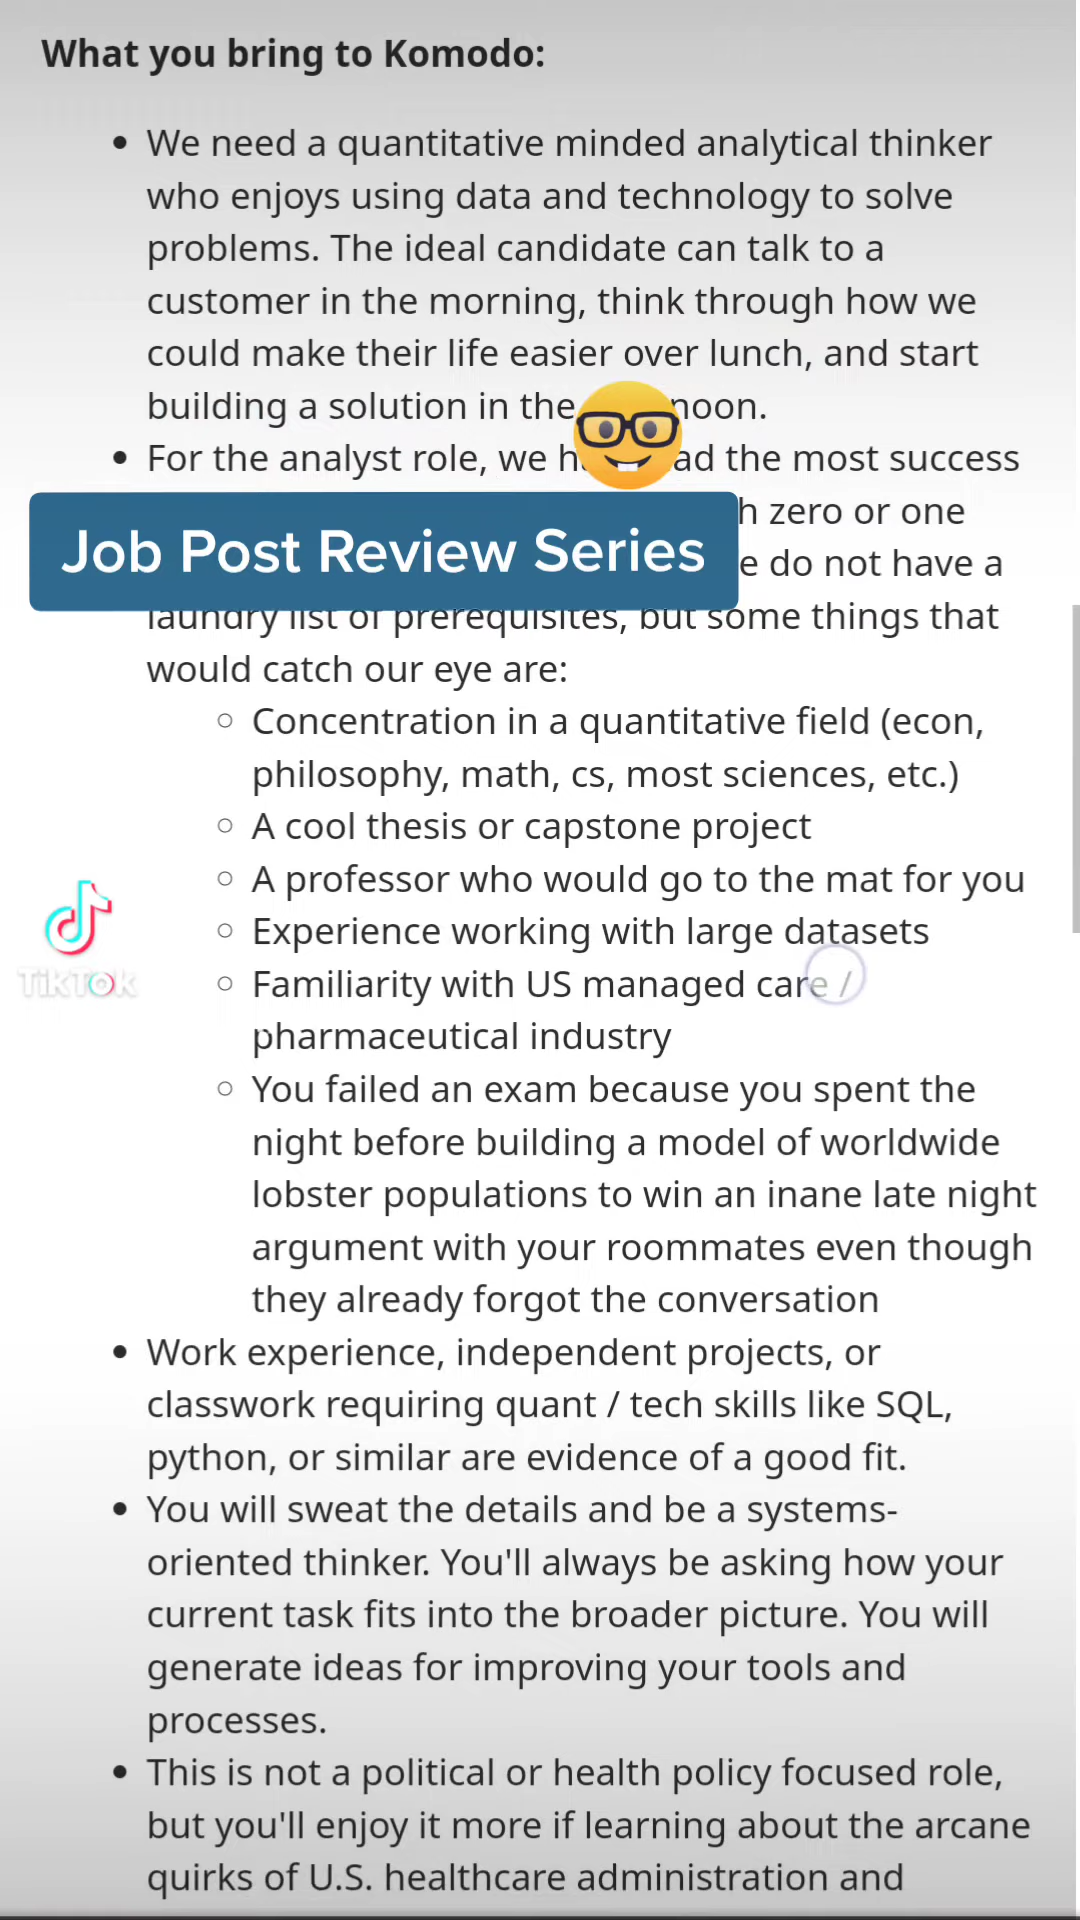 What you bring to Komodo:
• We need a quantitative minded analytical thinker
who enjoys using data and technology to solve
problems. The ideal candidate can talk to a
customer in the morning, think through how we
could make their life easier over lunch, and start
building a solution in the noon.
• For the analyst role, we had the most success
zero or one
Job Post Review Series
do not have a
laundry list of prerequisites, but some things that
would catch our eye are:
○ Concentration in a quantitative field (econ,
philosophy, math, cs, most sciences, etc.)
○ A cool thesis or capstone project
○ A professor who would go to the mat for you
○ Experience working with large datasets
TikTok
○ Familiarity with US managed care /
pharmaceutical industry
○ You failed an exam because you spent the
night before building a model of worldwide
lobster populations to win an inane late night
argument with your roommates even though
they already forgot the conversation
• Work experience, independent projects, or
classwork requiring quant / tech skills like SQL,
python, or similar are evidence of a good fit.
• You will sweat the details and be a systems-
oriented thinker. You'll always be asking how your
current task fits into the broader picture. You will
generate ideas for improving your tools and
processes.
• This is not a political or health policy focused role,
but you'll enjoy it more if learning about the arcane
quirks of U.S. healthcare administration and